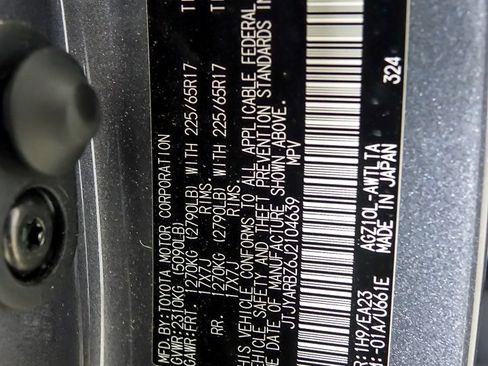 MFD.BY:TOYOTA MOTOR CORPORATION
GVWR:2310KG (5090LB)
GAWR:FRT. 1270KG (2790LB) WITH 225/65R17 TI
17X7J RIMS,
RR. 1270KG (2790LB) WITH 225/65R17 TI
17X7J RIMS,
THIS VEHICLE CONFORMS TO ALL APPLICABLE FEDERAL
VEHICLE SAFETY AND THEFT PREVENTION STANDARDS IN
DATE OF MANUFACTURE SHOWN ABOVE.
JTJYARBZ6J2104639 MPV
R: 1H9/EA23 AGZ10L-AWTLTA 324
M: -01A/U661E MADE IN JAPAN